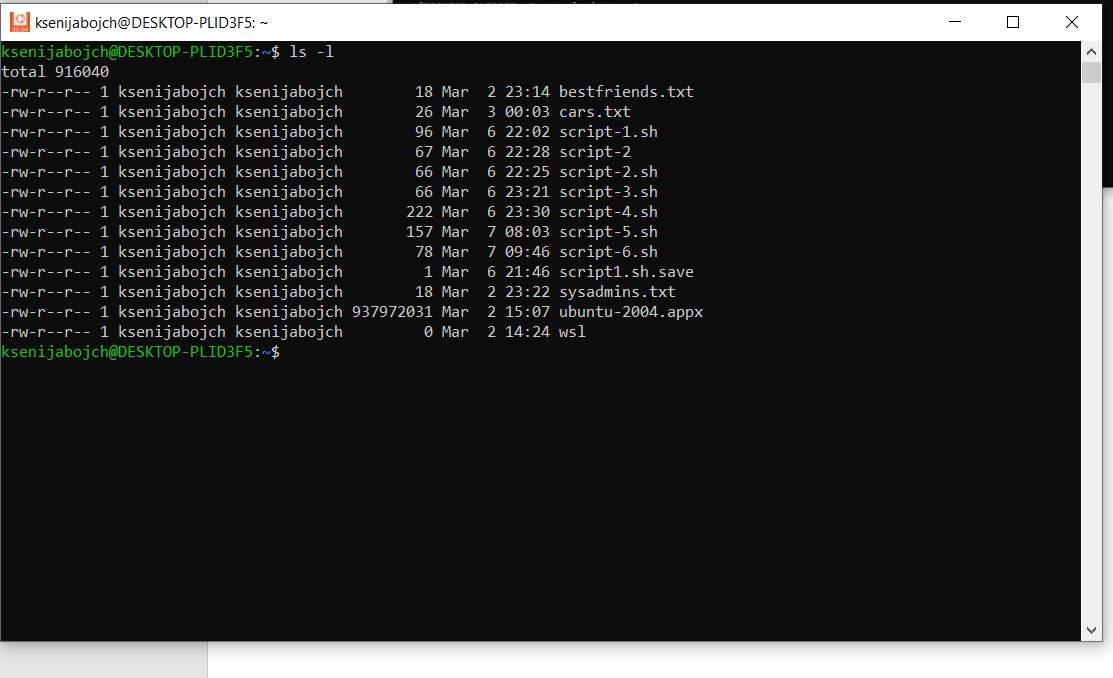 ksenijabojch@DESKTOP-PLID3F5: ~
ksenijabojch@DESKTOP-PLID3F5:~$ ls -l
total 916040
-rw-r--r-- 1 ksenijabojch ksenijabojch        18 Mar  2 23:14 bestfriends.txt
-rw-r--r-- 1 ksenijabojch ksenijabojch        26 Mar  3 00:03 cars.txt
-rw-r--r-- 1 ksenijabojch ksenijabojch        96 Mar  6 22:02 script-1.sh
-rw-r--r-- 1 ksenijabojch ksenijabojch        67 Mar  6 22:28 script-2
-rw-r--r-- 1 ksenijabojch ksenijabojch        66 Mar  6 22:25 script-2.sh
-rw-r--r-- 1 ksenijabojch ksenijabojch        66 Mar  6 23:21 script-3.sh
-rw-r--r-- 1 ksenijabojch ksenijabojch       222 Mar  6 23:30 script-4.sh
-rw-r--r-- 1 ksenijabojch ksenijabojch       157 Mar  7 08:03 script-5.sh
-rw-r--r-- 1 ksenijabojch ksenijabojch        78 Mar  7 09:46 script-6.sh
-rw-r--r-- 1 ksenijabojch ksenijabojch         1 Mar  6 21:46 script1.sh.save
-rw-r--r-- 1 ksenijabojch ksenijabojch        18 Mar  2 23:22 sysadmins.txt
-rw-r--r-- 1 ksenijabojch ksenijabojch 937972031 Mar  2 15:07 ubuntu-2004.appx
-rw-r--r-- 1 ksenijabojch ksenijabojch         0 Mar  2 14:24 wsl
ksenijabojch@DESKTOP-PLID3F5:~$